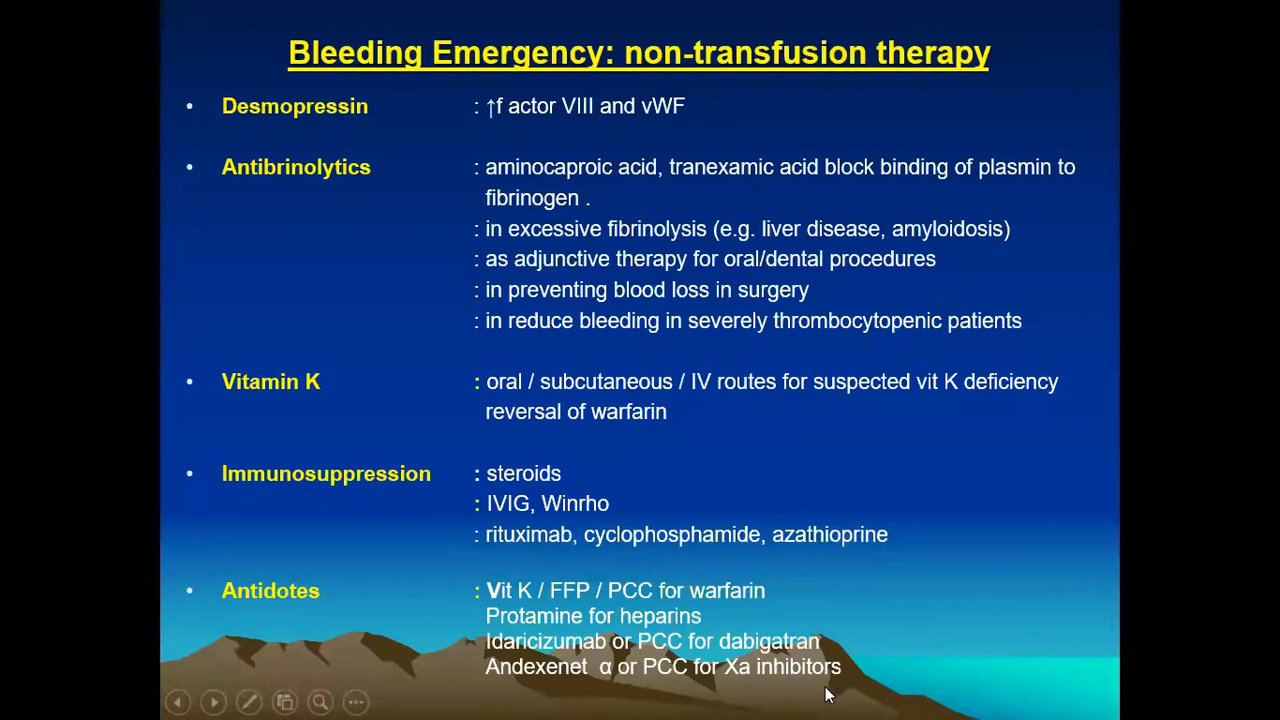 Bleeding Emergency: non-transfusion therapy
• Desmopressin : ↑f actor VIII and vWF
• Antibrinolytics : aminocaproic acid, tranexamic acid block binding of plasmin to
fibrinogen .
: in excessive fibrinolysis (e.g. liver disease, amyloidosis)
: as adjunctive therapy for oral/dental procedures
: in preventing blood loss in surgery
: in reduce bleeding in severely thrombocytopenic patients
• Vitamin K : oral / subcutaneous / IV routes for suspected vit K deficiency
reversal of warfarin
• Immunosuppression : steroids
: IVIG, Winrho
: rituximab, cyclophosphamide, azathioprine
• Antidotes : Vit K / FFP / PCC for warfarin
Protamine for heparins
Idaricizumab or PCC for dabigatran
Andexenet α or PCC for Xa inhibitors